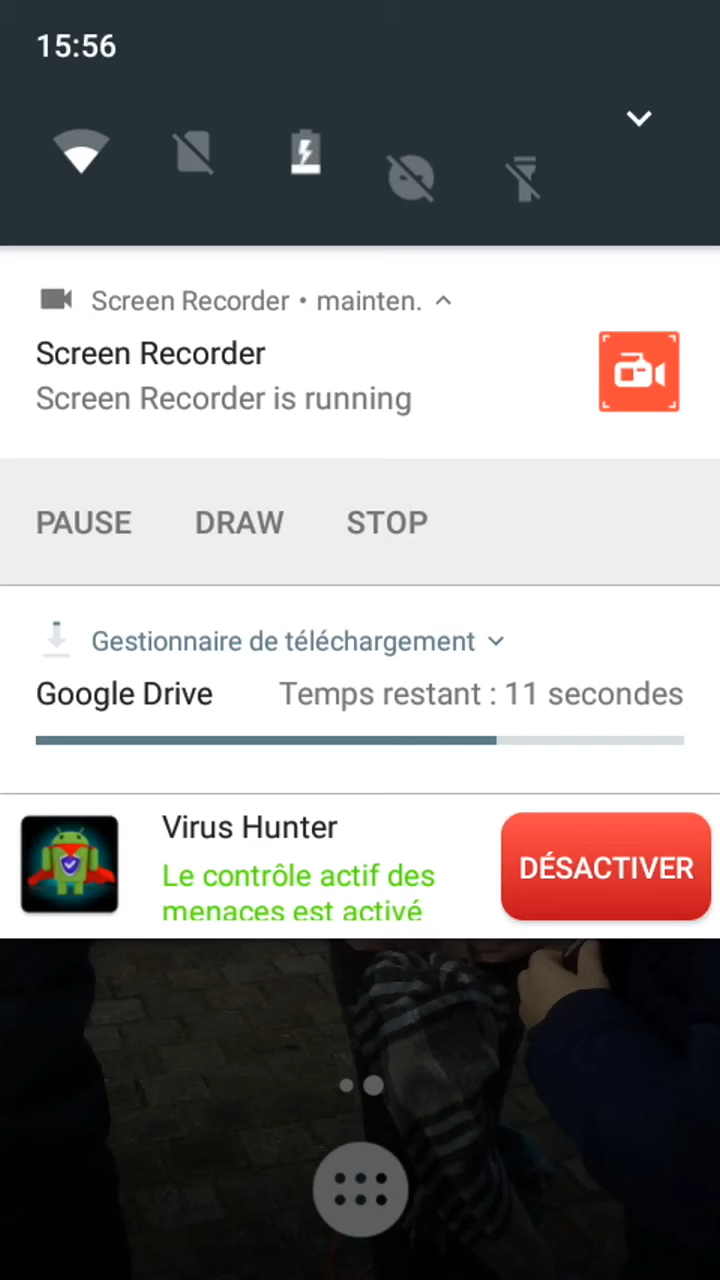 15:56
Screen Recorder • mainten.
Screen Recorder
Screen Recorder is running
PAUSE DRAW STOP
Gestionnaire de téléchargement
Google Drive Temps restant : 11 secondes
Virus Hunter
Le contrôle actif des
menaces est activé
DÉSACTIVER